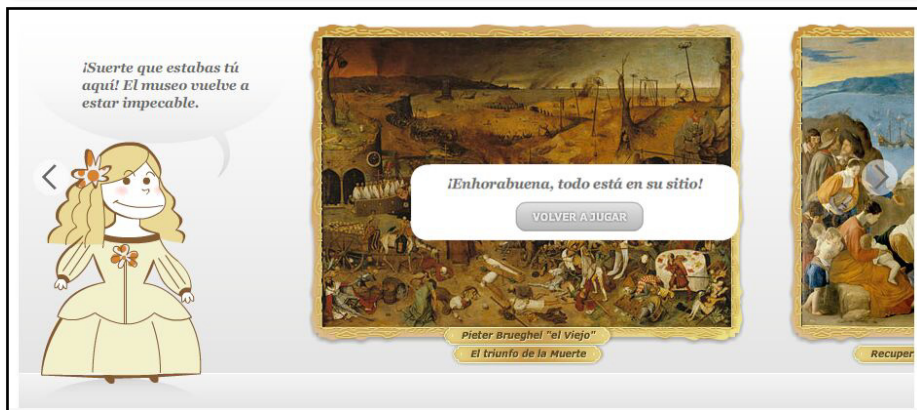 ¡Suerte que estabas tú
aquí! El museo vuelve a
estar impecable.
¡Enhorabuena, todo está en su sitio!
VOLVER A JUGAR
Pieter Brueghel "el Viejo"
El triunfo de la Muerte
Recuper